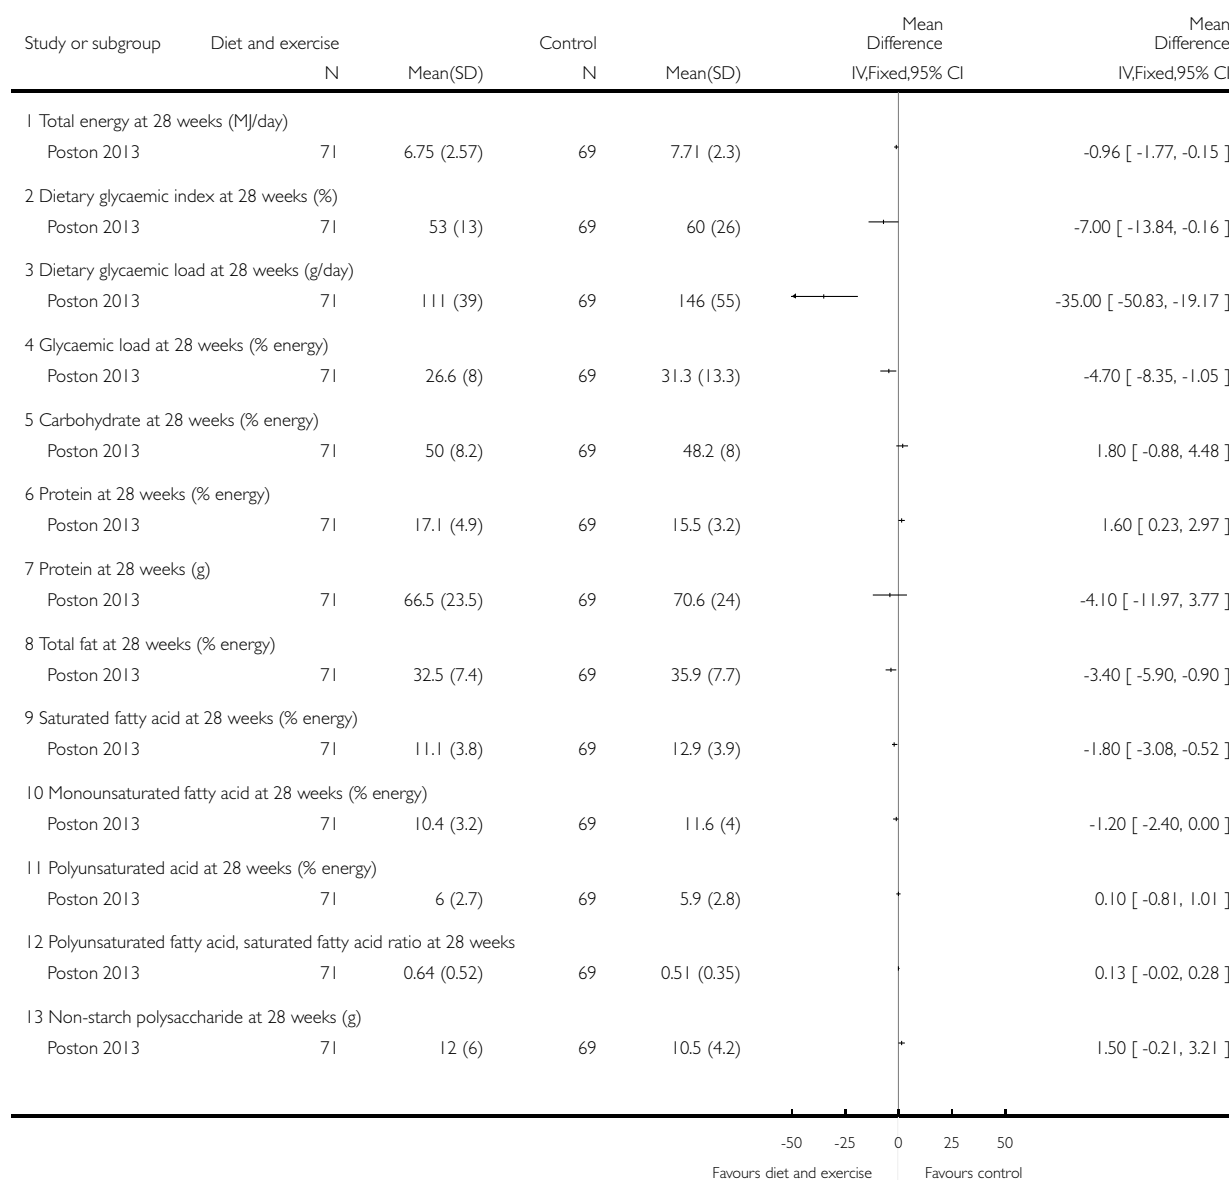 Mean Mean
Study or subgroup Diet and exercise Control Difference Difference
N Mean(SD) N Mean(SD) IV,Fixed,95% CI IV,Fixed,95% CI
1 Total energy at 28 weeks (MJ/day)
Poston 2013 71 6.75 (2.57) 69 7.71 (2.3) -0.96 [ -1.77, -0.15 ]
2 Dietary glycaemic index at 28 weeks (%)
Poston 2013 71 53 (13) 69 60 (26) -7.00 [ -13.84, -0.16 ]
3 Dietary glycaemic load at 28 weeks (g/day)
Poston 2013 71 111 (39) 69 146 (55) -35.00 [ -50.83, -19.17 ]
4 Glycaemic load at 28 weeks (% energy)
Poston 2013 71 26.6 (8) 69 31.3 (13.3) -4.70 [ -8.35, -1.05 ]
5 Carbohydrate at 28 weeks (% energy)
Poston 2013 71 50 (8.2) 69 48.2 (8) 1.80 [ -0.88, 4.48 ]
6 Protein at 28 weeks (% energy)
Poston 2013 71 17.1 (4.9) 69 15.5 (3.2) 1.60 [ 0.23, 2.97 ]
7 Protein at 28 weeks (g)
Poston 2013 71 66.5 (23.5) 69 70.6 (24) -4.10 [ -11.97, 3.77 ]
8 Total fat at 28 weeks (% energy)
Poston 2013 71 32.5 (7.4) 69 35.9 (7.7) -3.40 [ -5.90, -0.90 ]
9 Saturated fatty acid at 28 weeks (% energy)
Poston 2013 71 11.1 (3.8) 69 12.9 (3.9) -1.80 [ -3.08, -0.52 ]
10 Monounsaturated fatty acid at 28 weeks (% energy)
Poston 2013 71 10.4 (3.2) 69 11.6 (4) -1.20 [ -2.40, 0.00 ]
11 Polyunsaturated acid at 28 weeks (% energy)
Poston 2013 71 6 (2.7) 69 5.9 (2.8) 0.10 [ -0.81, 1.01 ]
12 Polyunsaturated fatty acid, saturated fatty acid ratio at 28 weeks
Poston 2013 71 0.64 (0.52) 69 0.51 (0.35) 0.13 [ -0.02, 0.28 ]
13 Non-starch polysaccharide at 28 weeks (g)
Poston 2013 71 12 (6) 69 10.5 (4.2) 1.50 [ -0.21, 3.21 ]
-50 -25 0 25 50
Favours diet and exercise Favours control